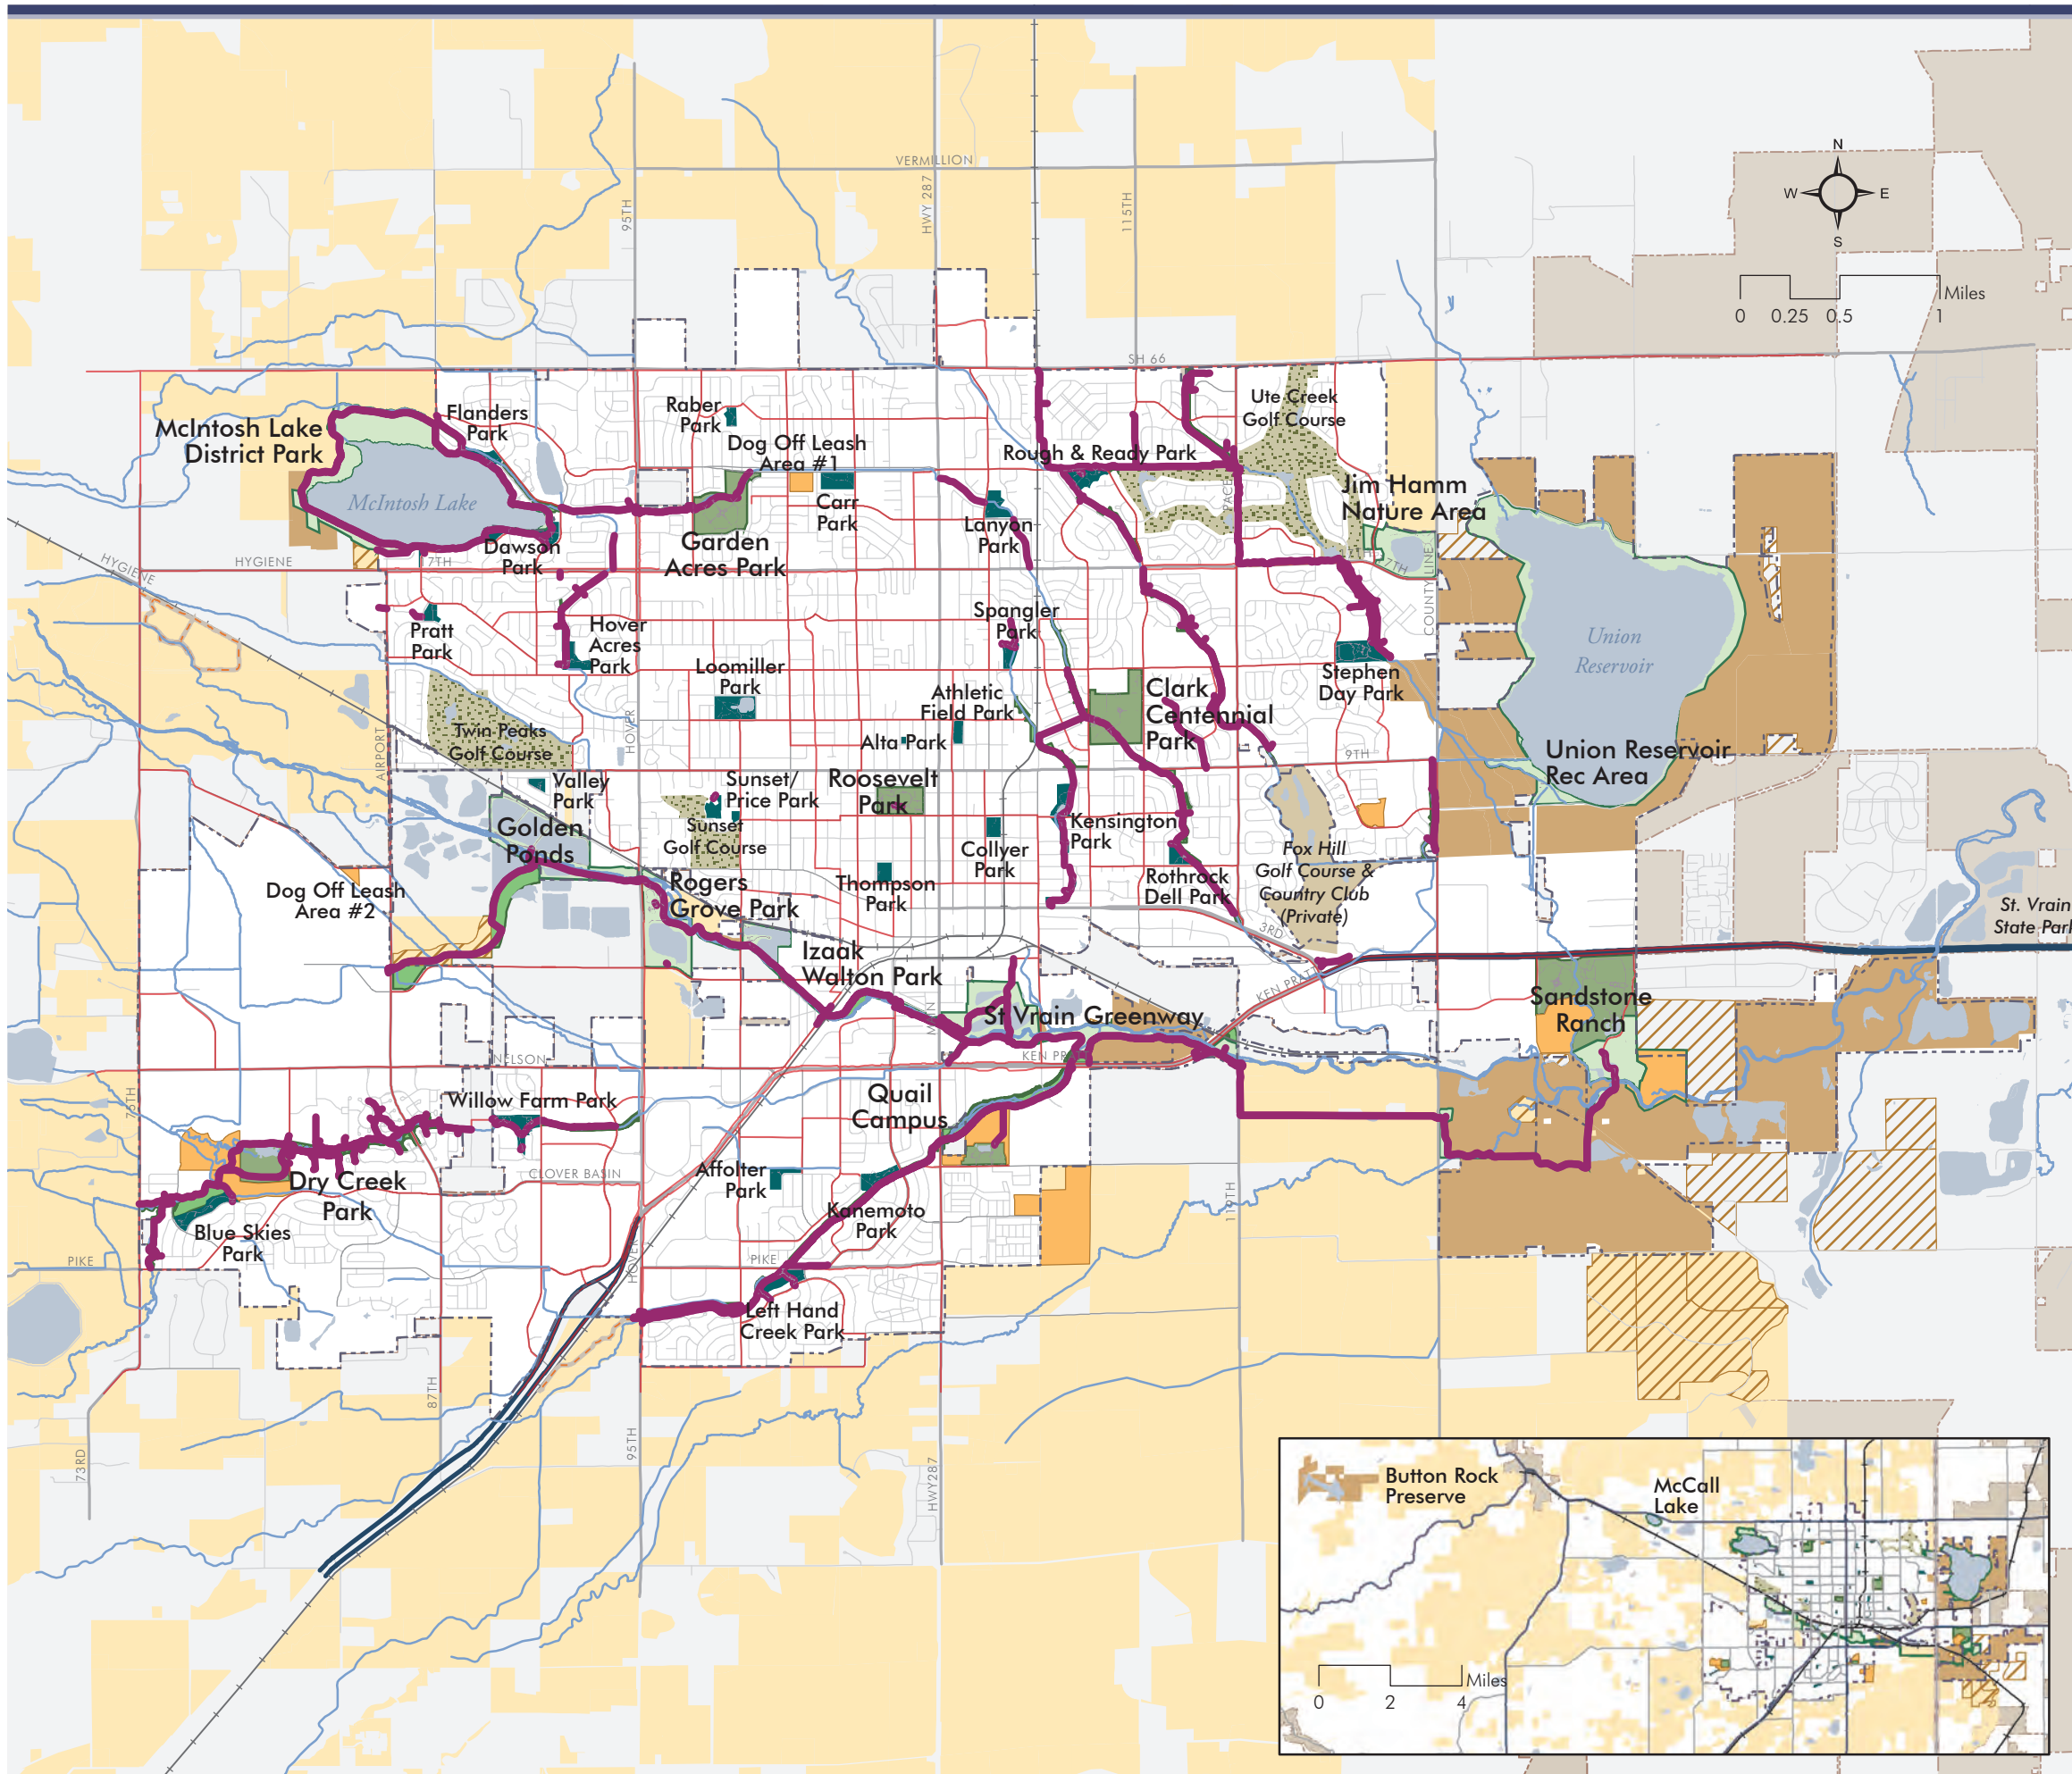 VERMILLION
95TH
HWY 287
115TH
N
W
E
S
Miles
0
0.25
0.5
1
SH 66
McIntosh Lake
District Park
Flanders
Park
Raber
Park
Dog Off Leash
Area #1
Rough & Ready Park
Ute Creek
Golf Course
McIntosh Lake
Carr
Park
Lanyon
Park
PACE
Jim Hamm
Nature Area
Dawson
Park
Garden
Acres Park
HYGIENE
HYGIENE
17TH
17TH
COUNTY LINE
Pratt
Park
Hover
Acres
Park
Spangler
Park
Union
Reservoir
Loomiller
Park
Stephen
Day Park
Athletic
Field Park
Clark
Centennial
Park
Twin Peaks
Golf Course
HOVER
AIRPORT
Alta Park
9TH
Union Reservoir
Rec Area
Valley
Park
Sunset/
Price Park
Roosevelt
Park
Golden
Ponds
Sunset
Golf Course
Kensington
Park
Collyer
Park
Fox Hill
Golf Course &
Country Club
(Private)
Dog Off Leash
Area #2
Rogers
Grove Park
Thompson
Park
Rothrock
Dell Park
3RD
St. Vrain
State Park
Izaak
Walton Park
KEN PRATT
MAIN
St Vrain Greenway
Sandstone
Ranch
NELSON
KEN PRATT
75TH
Willow Farm Park
Quail
Campus
CLOVER BASIN
Affolter
Park
Dry Creek
Park
Kanemoto
Park
119TH
Blue Skies
Park
PIKE
PIKE
HOVER
Left Hand
Creek Park
87TH
73RD
95TH
HWY287
Button Rock
Preserve
McCall
Lake
Miles
0
2
4